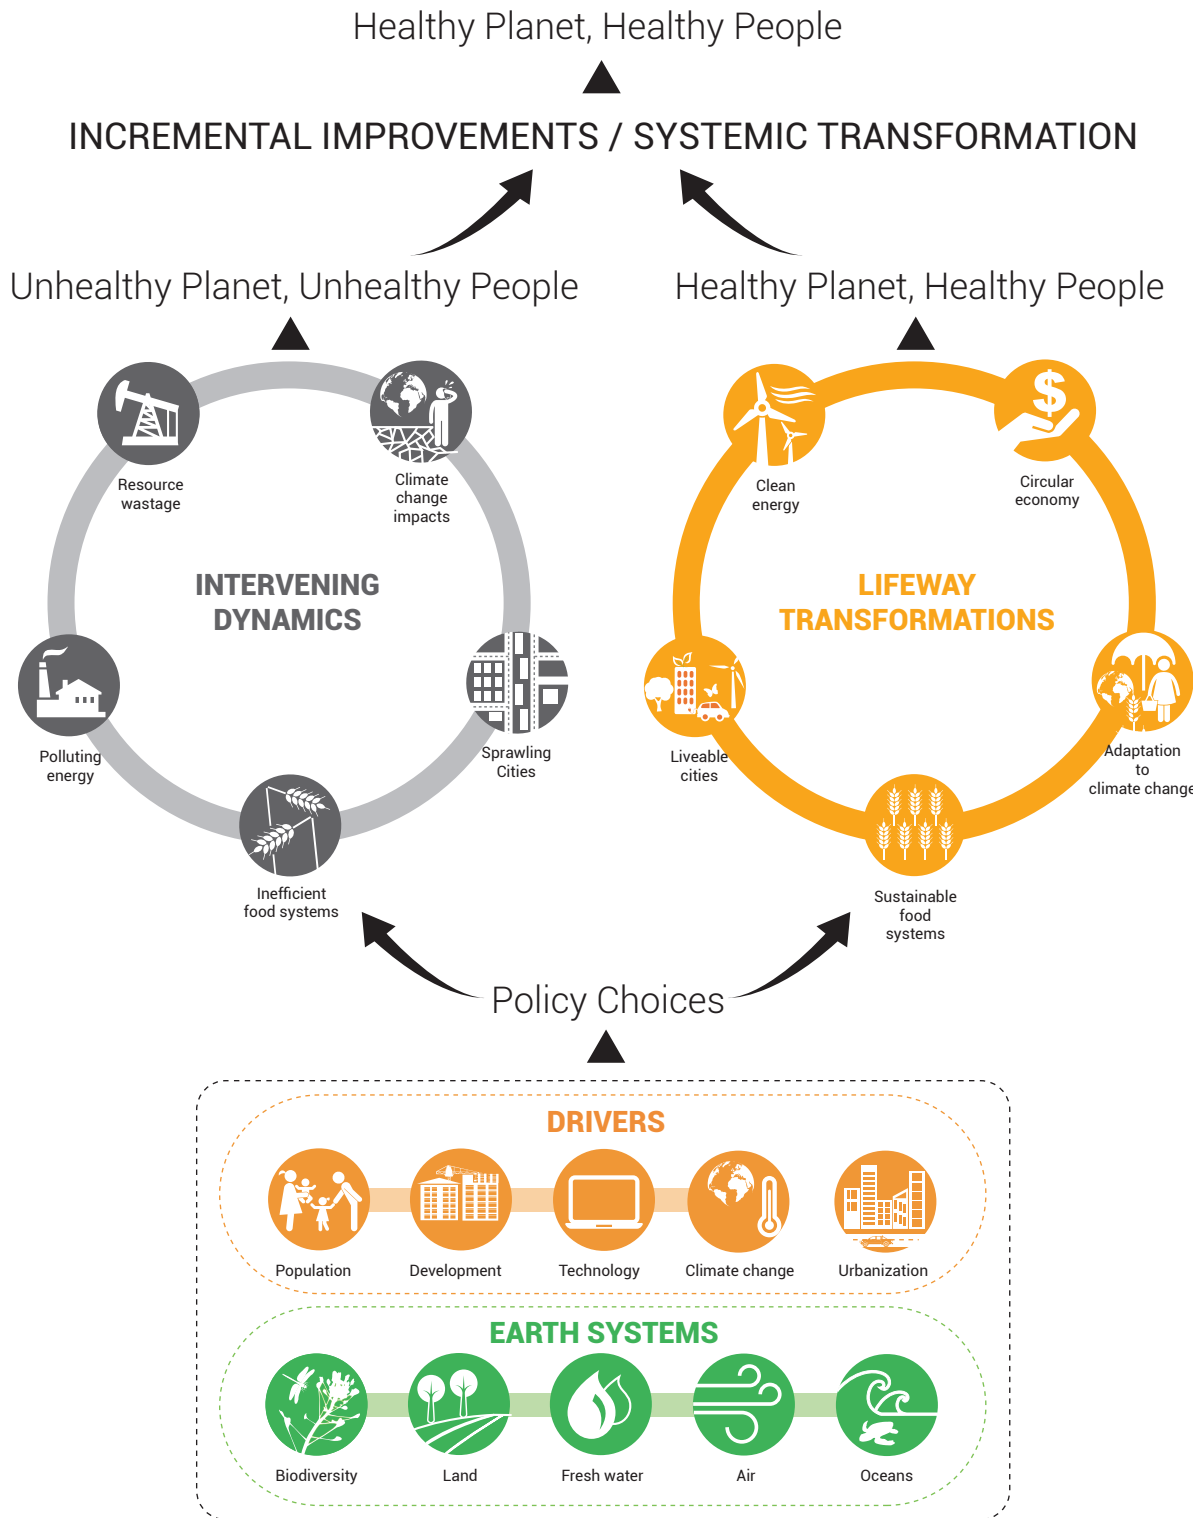 Healthy Planet, Healthy People
INCREMENTAL IMPROVEMENTS / SYSTEMIC TRANSFORMATION
Unhealthy Planet, Unhealthy People
Healthy Planet, Healthy People
Resource
wastage
Climate
change
impacts
INTERVENING
DYNAMICS
Polluting
energy
Sprawling
Cities
Inefficient
food systems
Clean
energy
$
Circular
economy
LIFEWAY
TRANSFORMATIONS
Liveable
cities
Adaptation
to
climate change
Sustainable
food
systems
Policy Choices
DRIVERS
Population
Development
Technology
Climate change
Urbanization
EARTH SYSTEMS
Biodiversity
Land
Fresh water
Air
Oceans